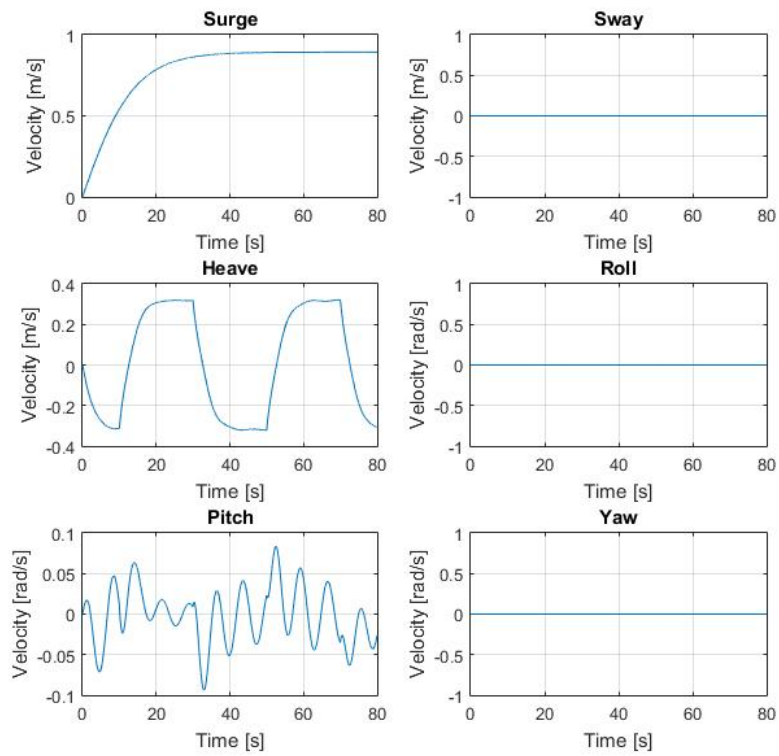 Surge
Velocity [m/s]
1
0.5
0
0 20 40 60 80
Time [s]
Sway
Velocity [m/s]
1
0.5
0
-0.5
-1
0 20 40 60 80
Time [s]
Heave
Velocity [m/s]
0.4
0.2
0
-0.2
-0.4
0 20 40 60 80
Time [s]
Roll
Velocity [rad/s]
1
0.5
0
-0.5
-1
0 20 40 60 80
Time [s]
Pitch
Velocity [rad/s]
0.1
0.05
0
-0.05
-0.1
0 20 40 60 80
Time [s]
Yaw
Velocity [rad/s]
1
0.5
0
-0.5
-1
0 20 40 60 80
Time [s]